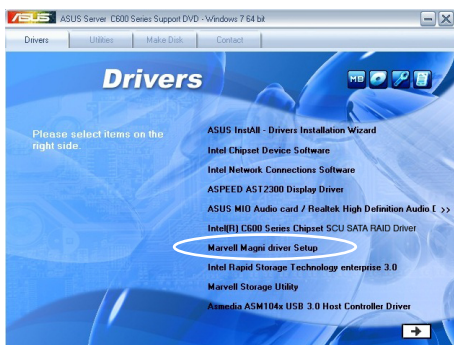 ASUS ASUS Server C600 Series Support DVD - Windows 7 64 bit
Drivers Utilities Make Disk Contact
Drivers
MB
Please select items on the
right side.
ASUS InstAll - Drivers Installation Wizard
Intel Chipset Device Software
Intel Network Connections Software
ASPEED AST2300 Display Driver
ASUS MIO Audio card / Realtek High Definition Audio D >>
Intel(R) C600 Series Chipset SCU SATA RAID Driver
Marvell Magni driver Setup
Intel Rapid Storage Technology enterprise 3.0
Marvell Storage Utility
Asmedia ASM104x USB 3.0 Host Controller Driver